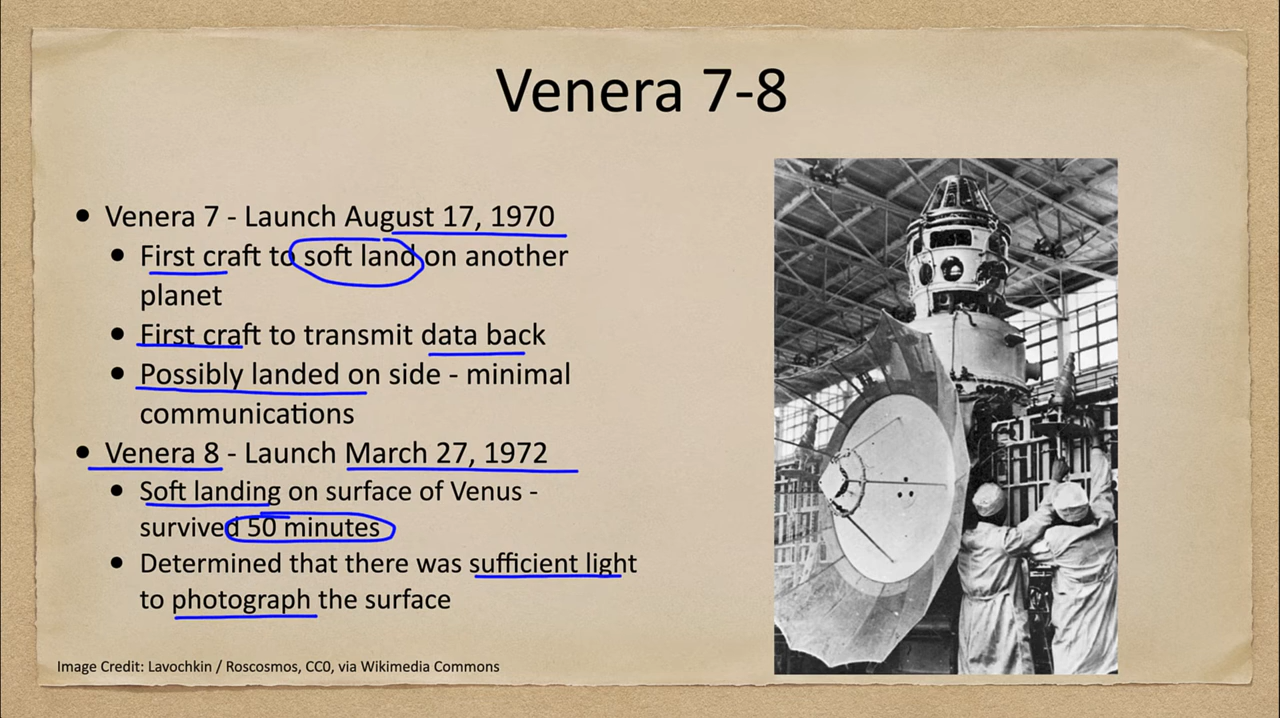 Venera 7-8
• Venera 7 - Launch August 17, 1970
• First craft to soft land on another
planet
• First craft to transmit data back
• Possibly landed on side - minimal
communications
• Venera 8 - Launch March 27, 1972
• Soft landing on surface of Venus -
survived 50 minutes
• Determined that there was sufficient light
to photograph the surface
Image Credit: Lavochkin / Roscosmos, CC0, via Wikimedia Commons